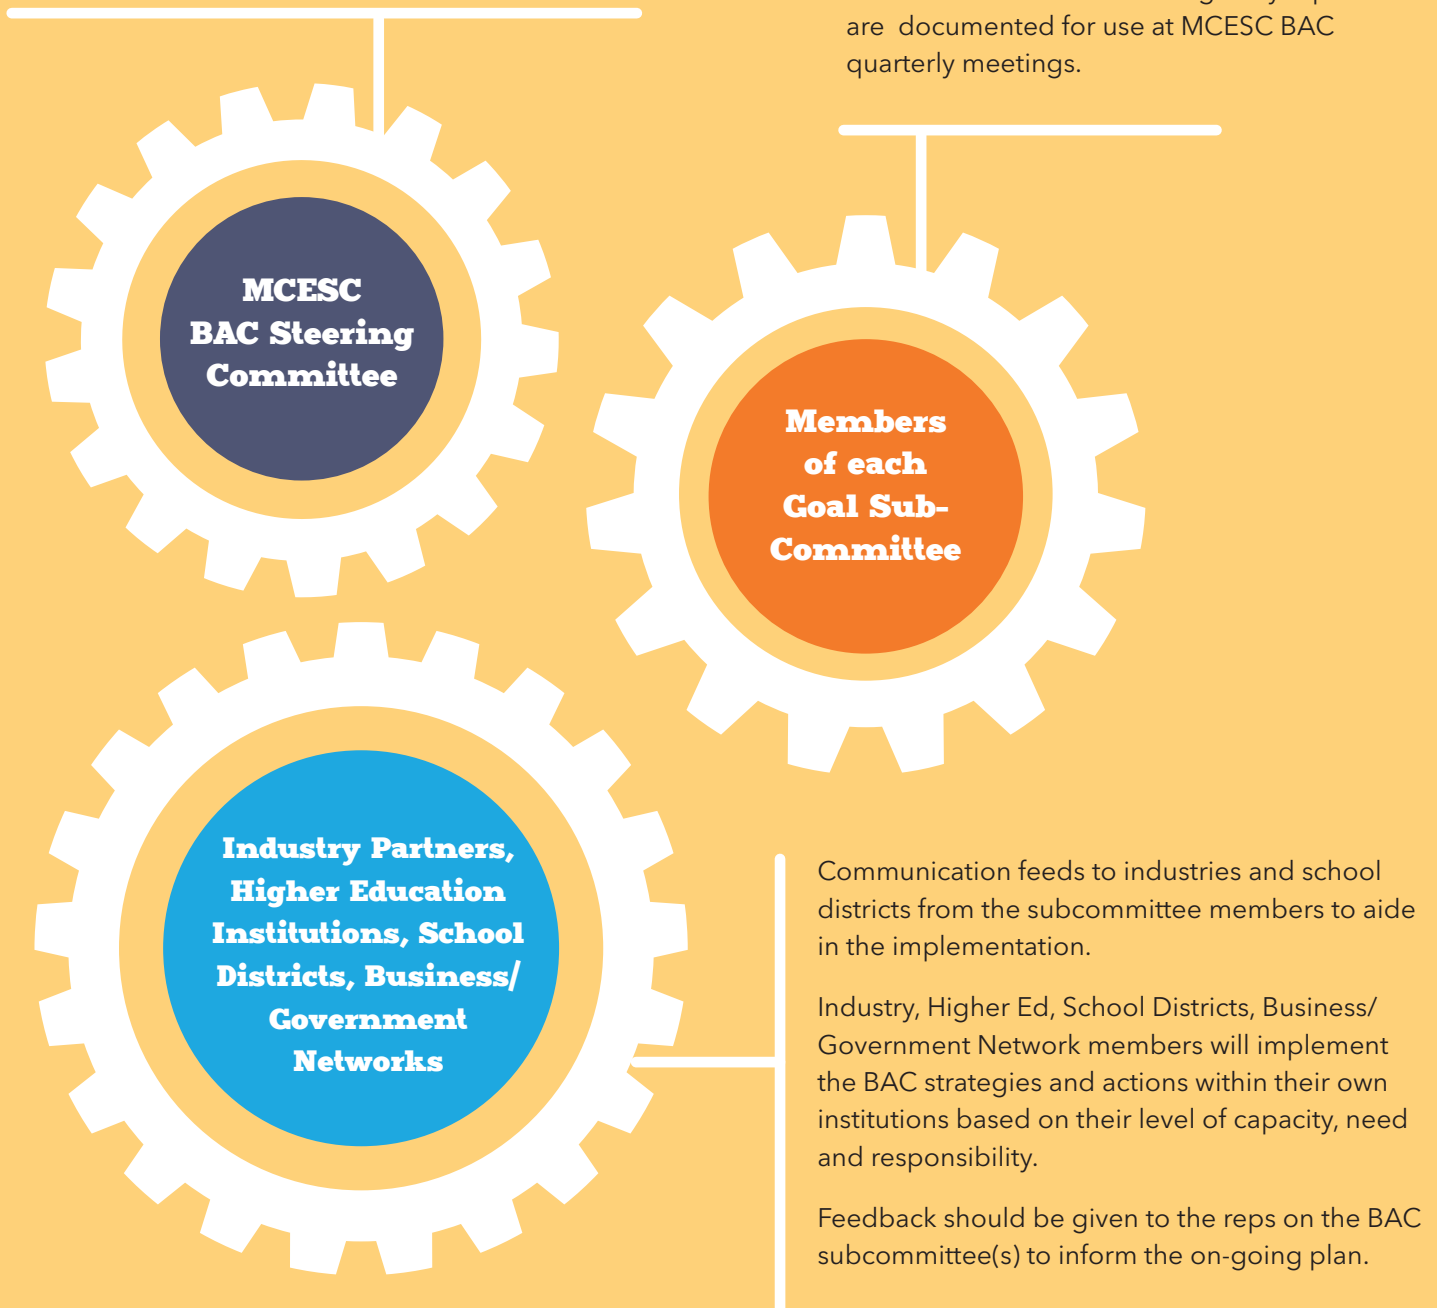 are documented for use at MCESC BAC
quarterly meetings.
MCESC
BAC Steering
Committee
Members
of each
Goal Sub-
Committee
Industry Partners,
Higher Education
Institutions, School
Districts, Business/
Government
Networks
Communication feeds to industries and school
districts from the subcommittee members to aide
in the implementation.
Industry, Higher Ed, School Districts, Business/
Government Network members will implement
the BAC strategies and actions within their own
institutions based on their level of capacity, need
and responsibility.
Feedback should be given to the reps on the BAC
subcommittee(s) to inform the on-going plan.